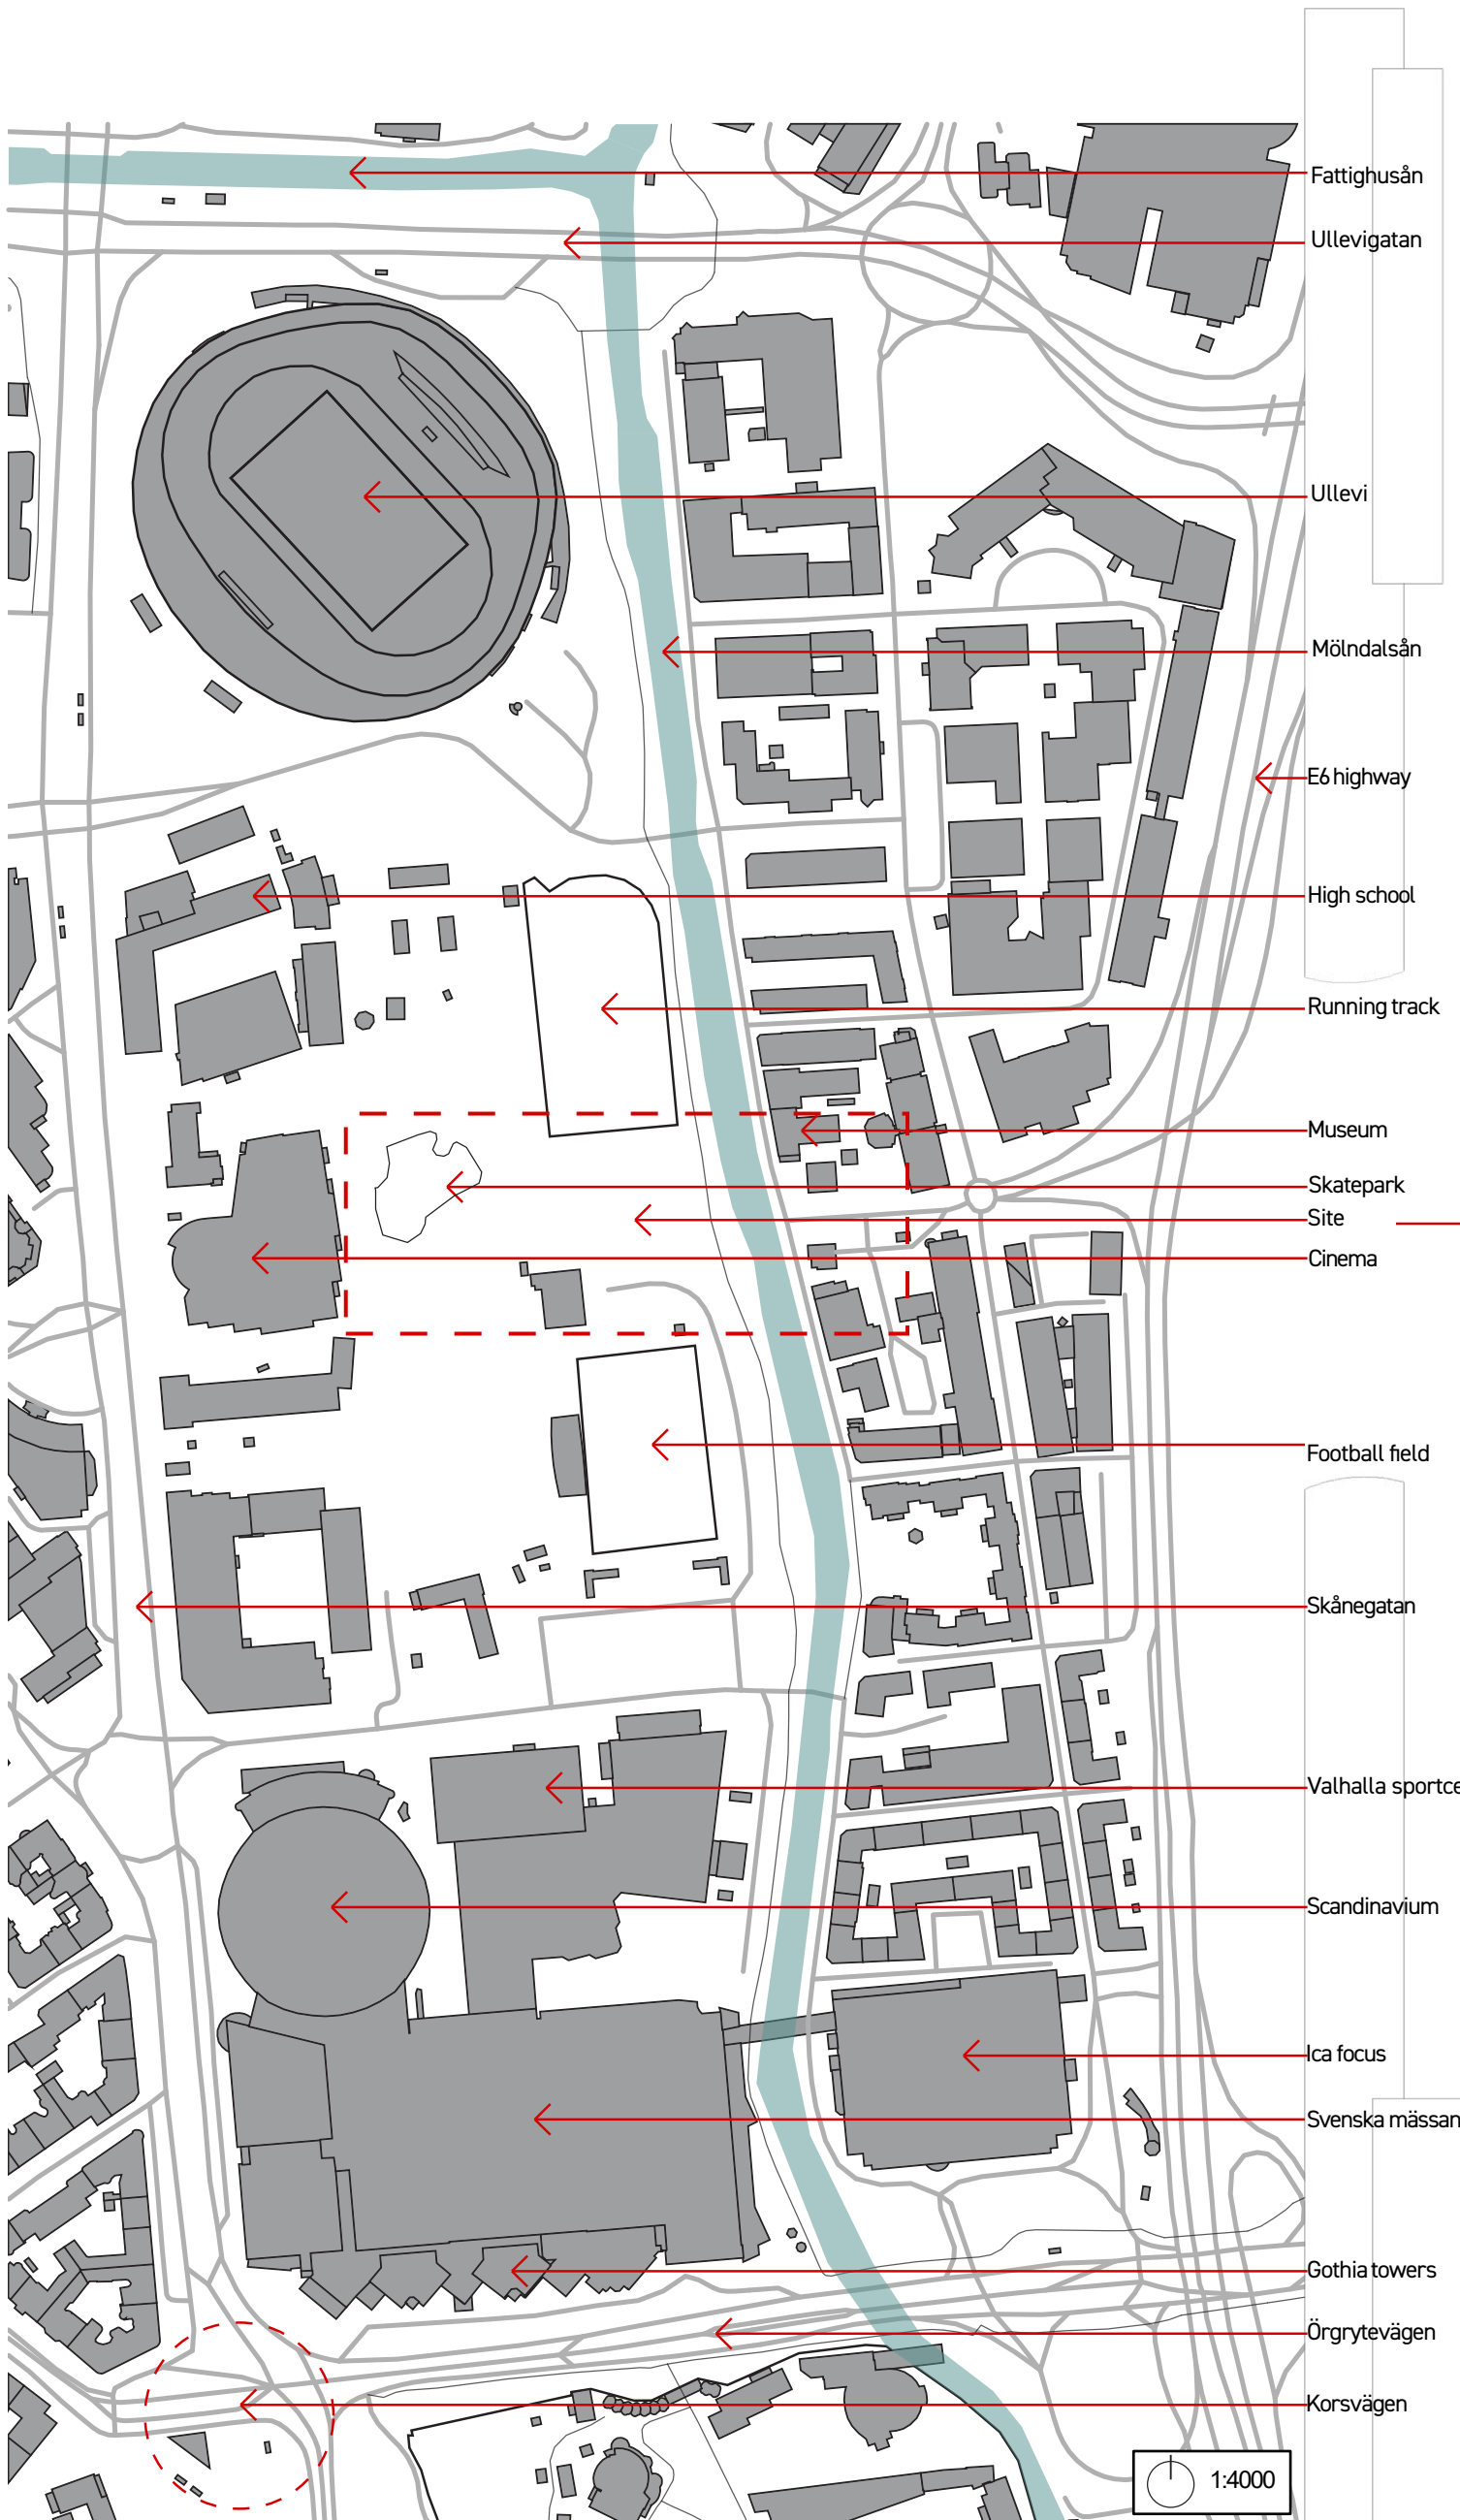 Fattighusån
Ullevigatan
Ullevi
Mölndalsån
E6 highway
High school
Running track
Museum
Skatepark
Site
Cinema
Football field
Skånegatan
Valhalla sportce
Scandinavium
Ica focus
Svenska mässan
Gothia towers
Örgrytevägen
Korsvägen
1:4000